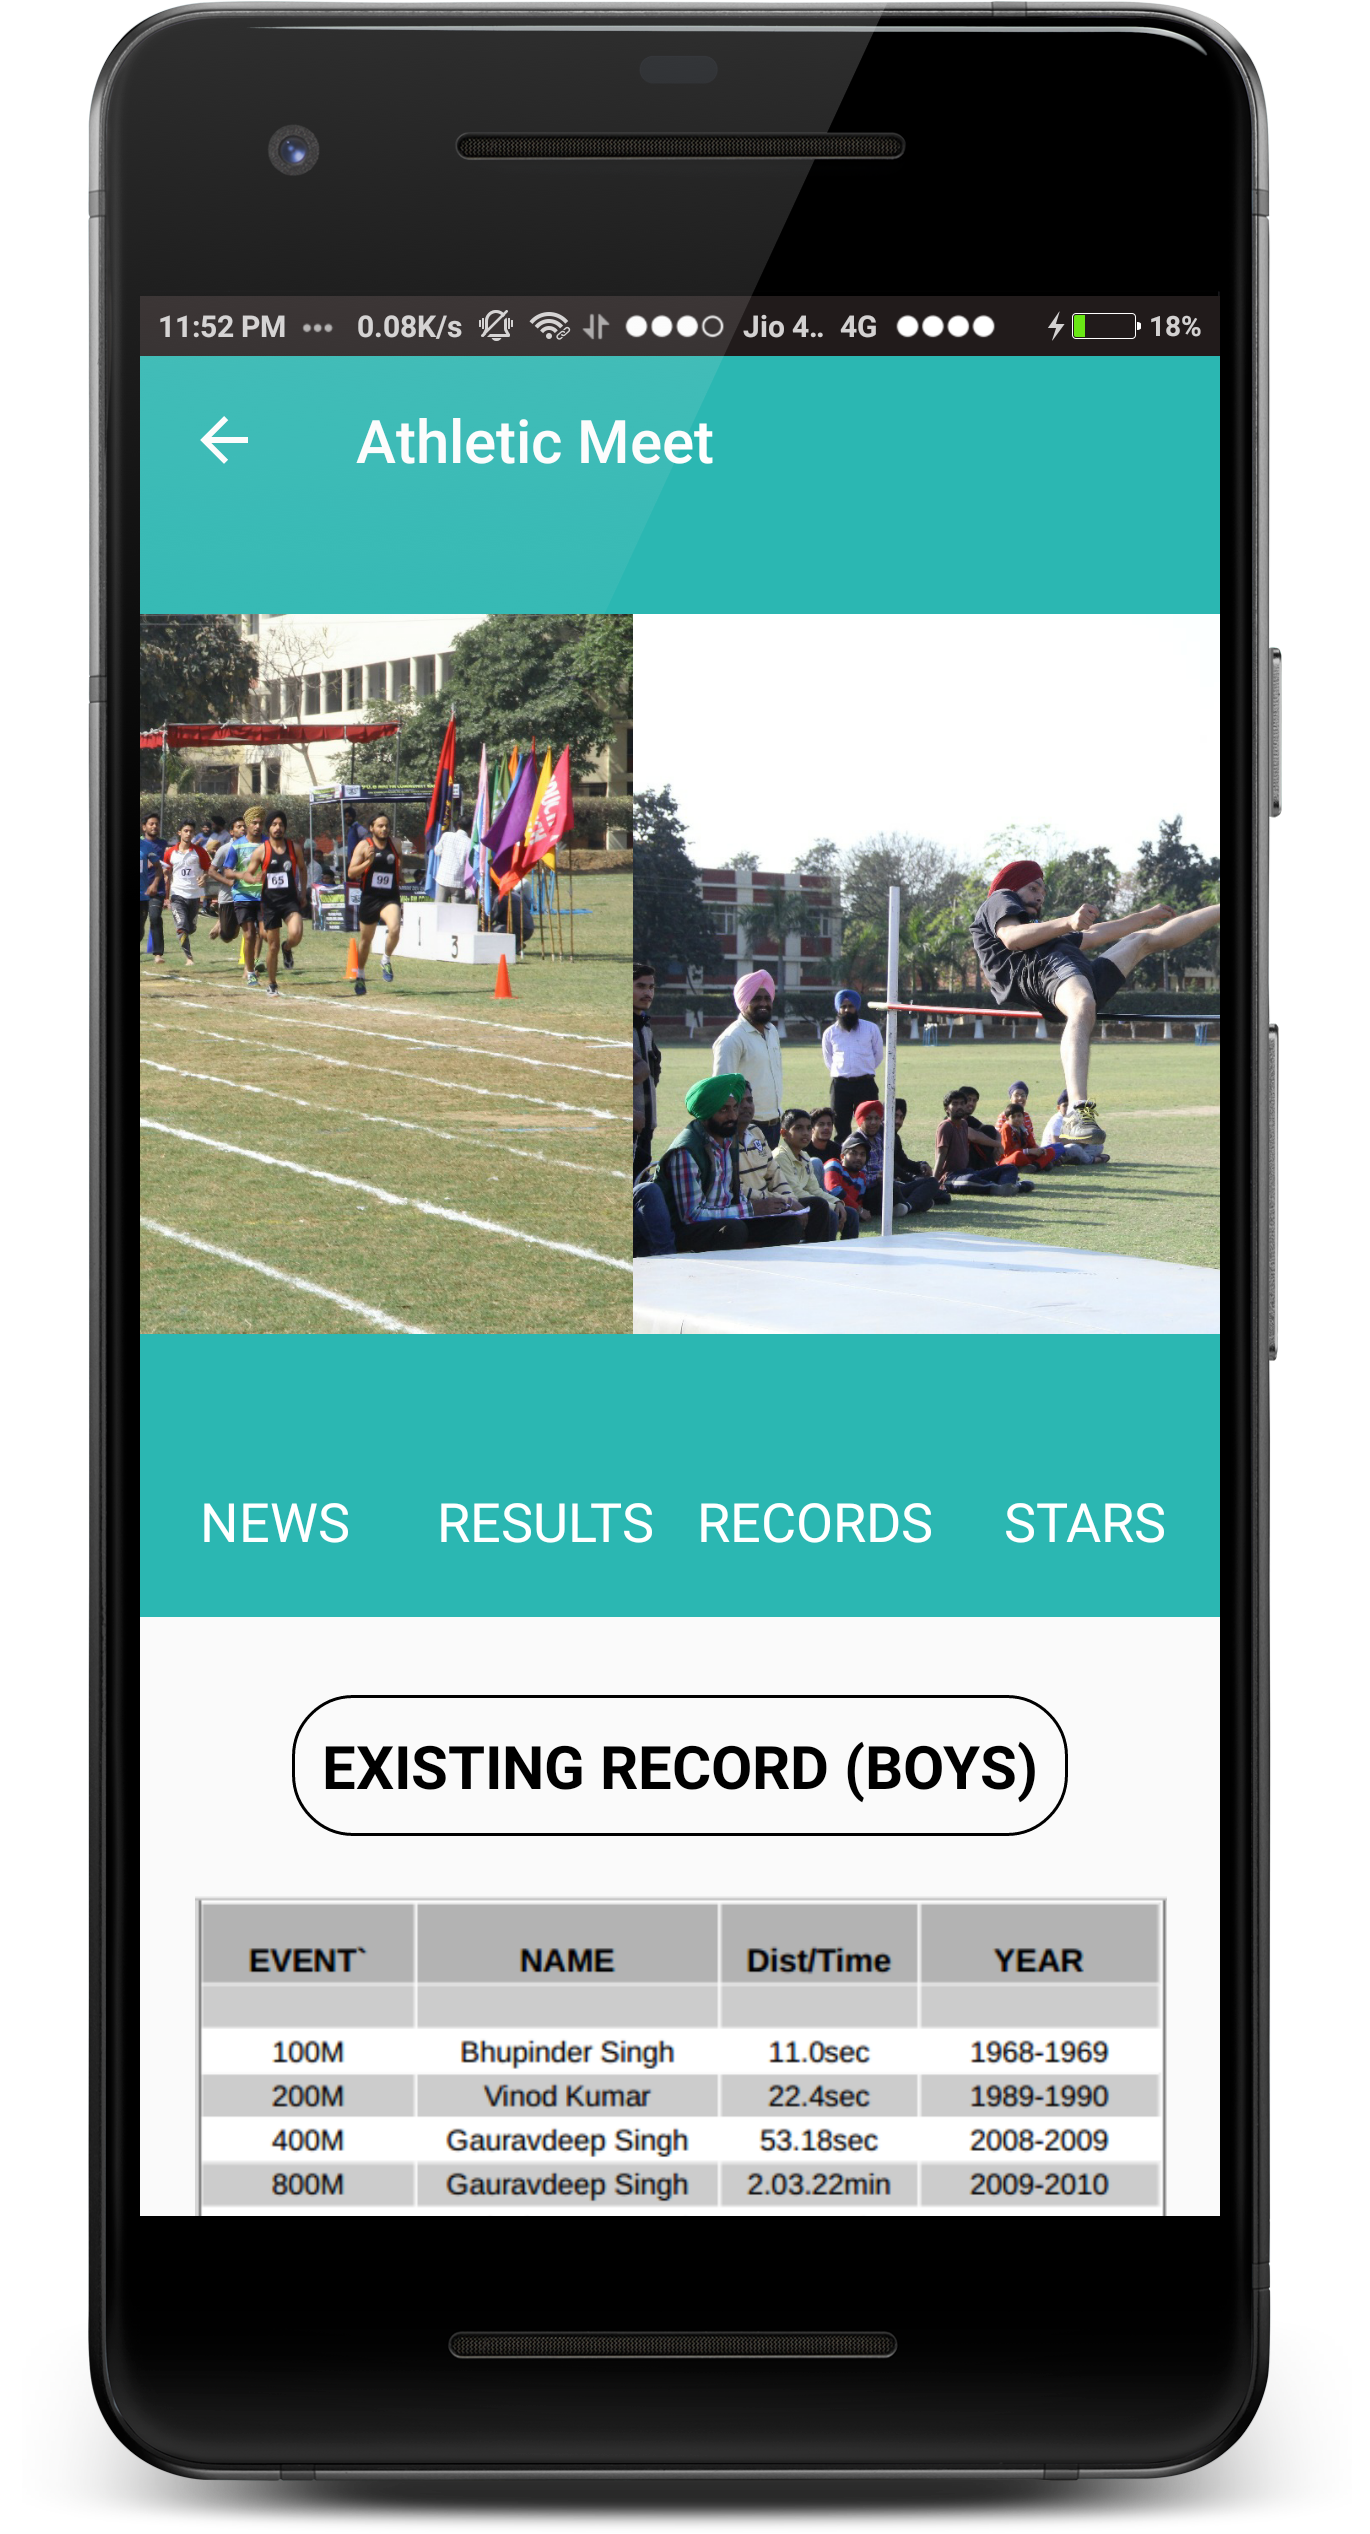 11:52 PM ... 0.08K/s Jio 4.. 4G 18%
Athletic Meet
07
65
99
1
3
NEWS RESULTS RECORDS STARS
EXISTING RECORD (BOYS)
EVENT` NAME Dist/Time YEAR
100M Bhupinder Singh 11.0sec 1968-1969
200M Vinod Kumar 22.4sec 1989-1990
400M Gauravdeep Singh 53.18sec 2008-2009
800M Gauravdeep Singh 2.03.22min 2009-2010